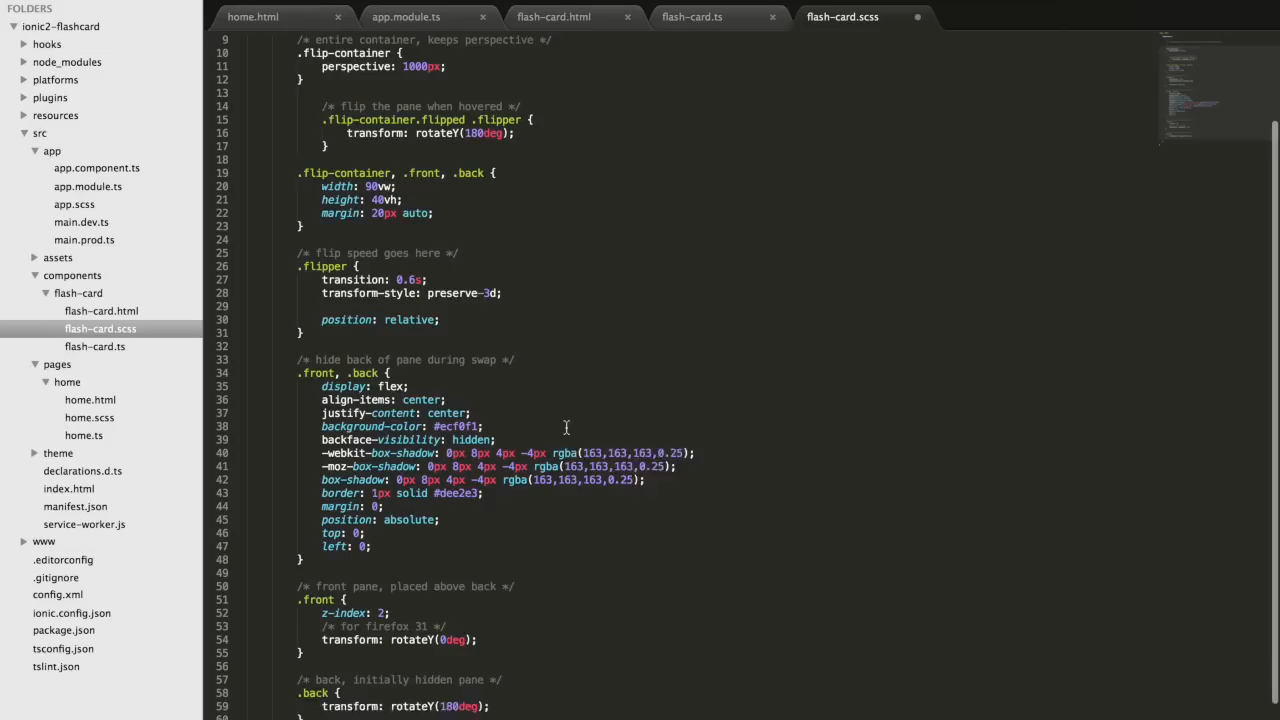 FOLDERS
ionic2-flashcard
hooks
node_modules
platforms
plugins
resources
src
app
app.component.ts
app.module.ts
app.scss
main.dev.ts
main.prod.ts
assets
components
flash-card
flash-card.html
flash-card.scss
flash-card.ts
pages
home
home.html
home.scss
home.ts
theme
declarations.d.ts
index.html
manifest.json
service-worker.js
www
.editorconfig
.gitignore
config.xml
ionic.config.json
package.json
tsconfig.json
tslint.json
home.html × app.module.ts × flash-card.html × flash-card.ts × flash-card.scss
9 /* entire container, keeps perspective */
10 .flip-container {
11 perspective: 1000px;
12 }
13
14 /* flip the pane when hovered */
15 .flip-container.flipped .flipper {
16 transform: rotateY(180deg);
17 }
18
19 .flip-container, .front, .back {
20 width: 90vw;
21 height: 40vh;
22 margin: 20px auto;
23 }
24
25 /* flip speed goes here */
26 .flipper {
27 transition: 0.6s;
28 transform-style: preserve-3d;
29
30 position: relative;
31 }
32
33 /* hide back of pane during swap */
34 .front, .back {
35 display: flex;
36 align-items: center;
37 justify-content: center;
38 background-color: #ecf0f1;
39 backface-visibility: hidden;
40 -webkit-box-shadow: 0px 8px 4px -4px rgba(163,163,163,0.25);
41 -moz-box-shadow: 0px 8px 4px -4px rgba(163,163,163,0.25);
42 box-shadow: 0px 8px 4px -4px rgba(163,163,163,0.25);
43 border: 1px solid #dee2e3;
44 margin: 0;
45 position: absolute;
46 top: 0;
47 left: 0;
48 }
49
50 /* front pane, placed above back */
51 .front {
52 z-index: 2;
53 /* for firefox 31 */
54 transform: rotateY(0deg);
55 }
56
57 /* back, initially hidden pane */
58 .back {
59 transform: rotateY(180deg);
60 }